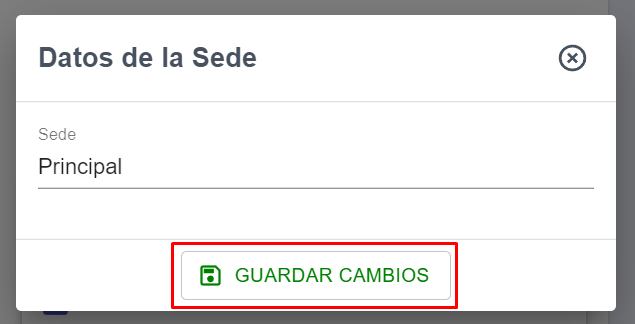 Datos de la Sede
Sede
Principal
GUARDAR CAMBIOS